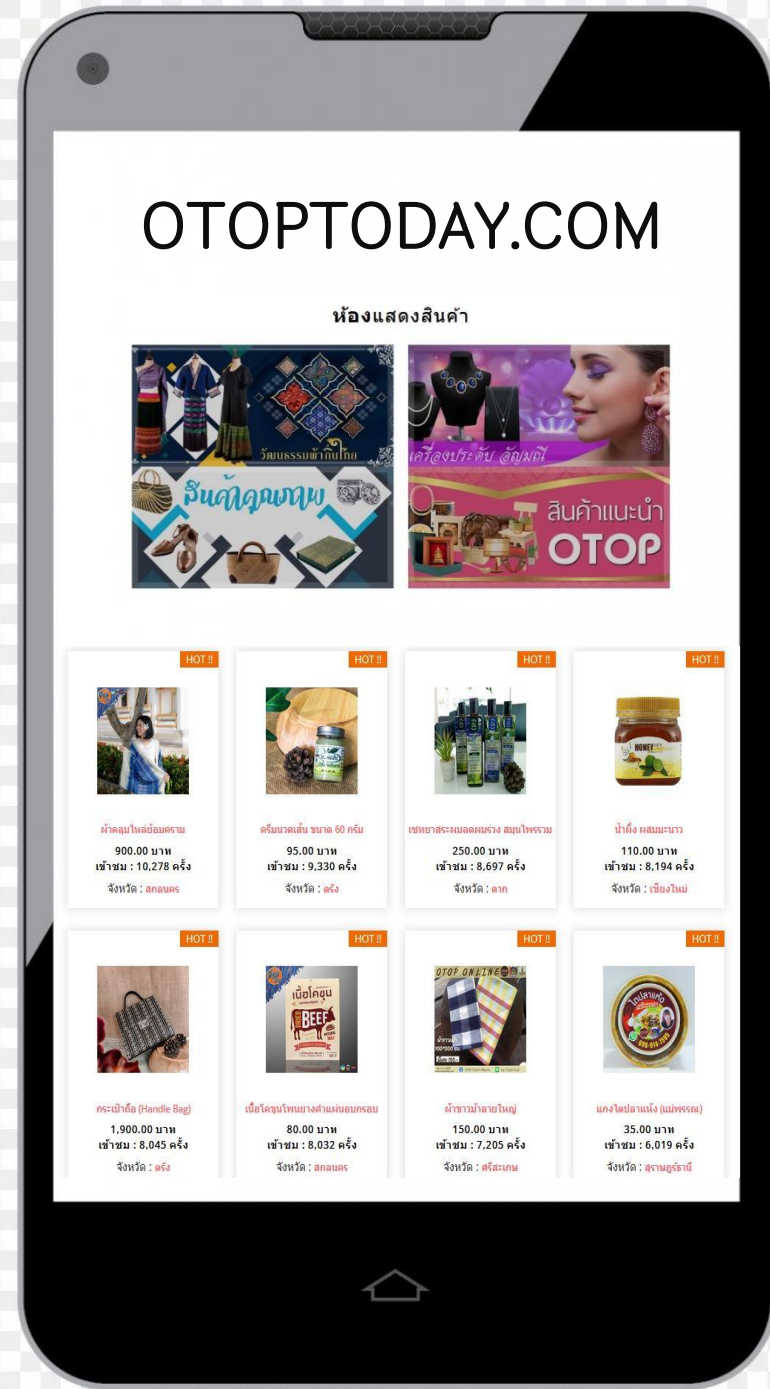 OTOPTODAY.COM
ห้องแสดงสินค้า
วัฒนธรรมผ้าถิ่นไทย
เครื่องประดับ อัญมณี
สินค้าคุณภาพ
สินค้าแนะนำ
OTOP
HOT !!
HOT !!
HOT !!
HOT !!
HONEY
ผ้าคลุมไหล่ย้อมคราม
ครีมนวดเส้น ขนาด 60 กรัม
เซทยาสระผมลดผมร่วง สมุนไพรรวม
น้ำผึ้ง ผสมมะนาว
900.00 บาท
95.00 บาท
250.00 บาท
110.00 บาท
เข้าชม : 10,278 ครั้ง
เข้าชม : 9,330 ครั้ง
เข้าชม : 8,697 ครั้ง
เข้าชม : 8,194 ครั้ง
จังหวัด : สกลนคร
จังหวัด : ตรัง
จังหวัด : ตาก
จังหวัด : เชียงใหม่
HOT !!
HOT !!
HOT !!
HOT !!
เนื้อโคขุน
BEEF
OTOP ONLINE
ไตปลาแห้ง
กระเป๋าถือ (Handle Bag)
เนื้อโคขุนโพนยางคำแผ่นอบกรอบ
ผ้าขาวม้าลายใหญ่
แกงไตปลาแห้ง (แม่พรรณ)
1,900.00 บาท
80.00 บาท
150.00 บาท
35.00 บาท
เข้าชม : 8,045 ครั้ง
เข้าชม : 8,032 ครั้ง
เข้าชม : 7,205 ครั้ง
เข้าชม : 6,019 ครั้ง
จังหวัด : ตรัง
จังหวัด : สกลนคร
จังหวัด : ศรีสะเกษ
จังหวัด : สุราษฎร์ธานี